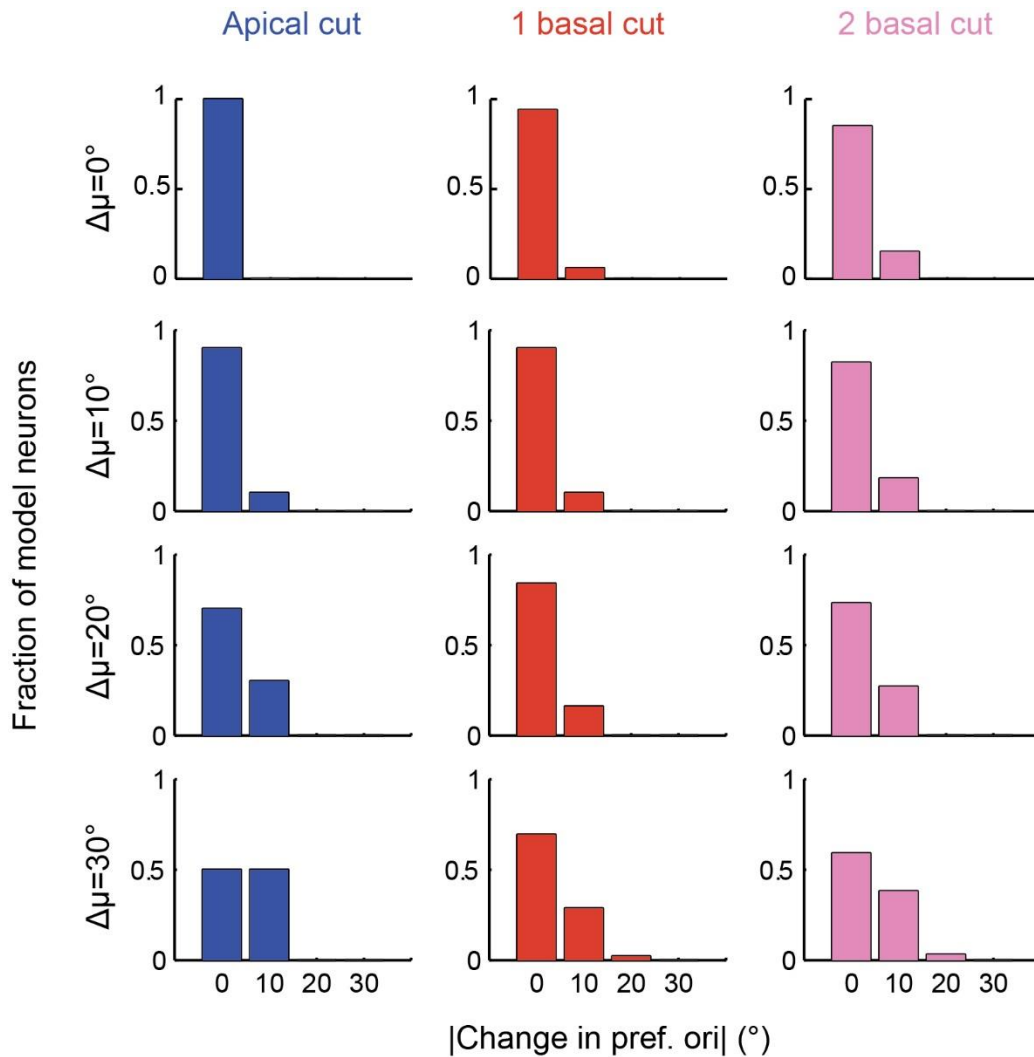 Apical cut 1 basal cut 2 basal cut
Fraction of model neurons
Δμ=0°
1 1 1
0.5 0.5 0.5
0 0 0
Δμ=10°
1 1 1
0.5 0.5 0.5
0 0 0
Δμ=20°
1 1 1
0.5 0.5 0.5
0 0 0
Δμ=30°
1 1 1
0.5 0.5 0.5
0 0 0
0 10 20 30 0 10 20 30 0 10 20 30
|Change in pref. ori| (°)